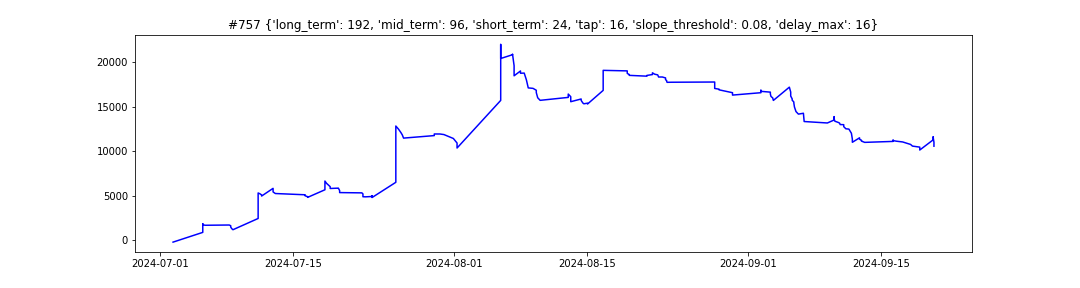 #757 {'long_term': 192, 'mid_term': 96, 'short_term': 24, 'tap': 16, 'slope_threshold': 0.08, 'delay_max': 16}
20000
15000
10000
5000
0
2024-07-01 2024-07-15 2024-08-01 2024-08-15 2024-09-01 2024-09-15